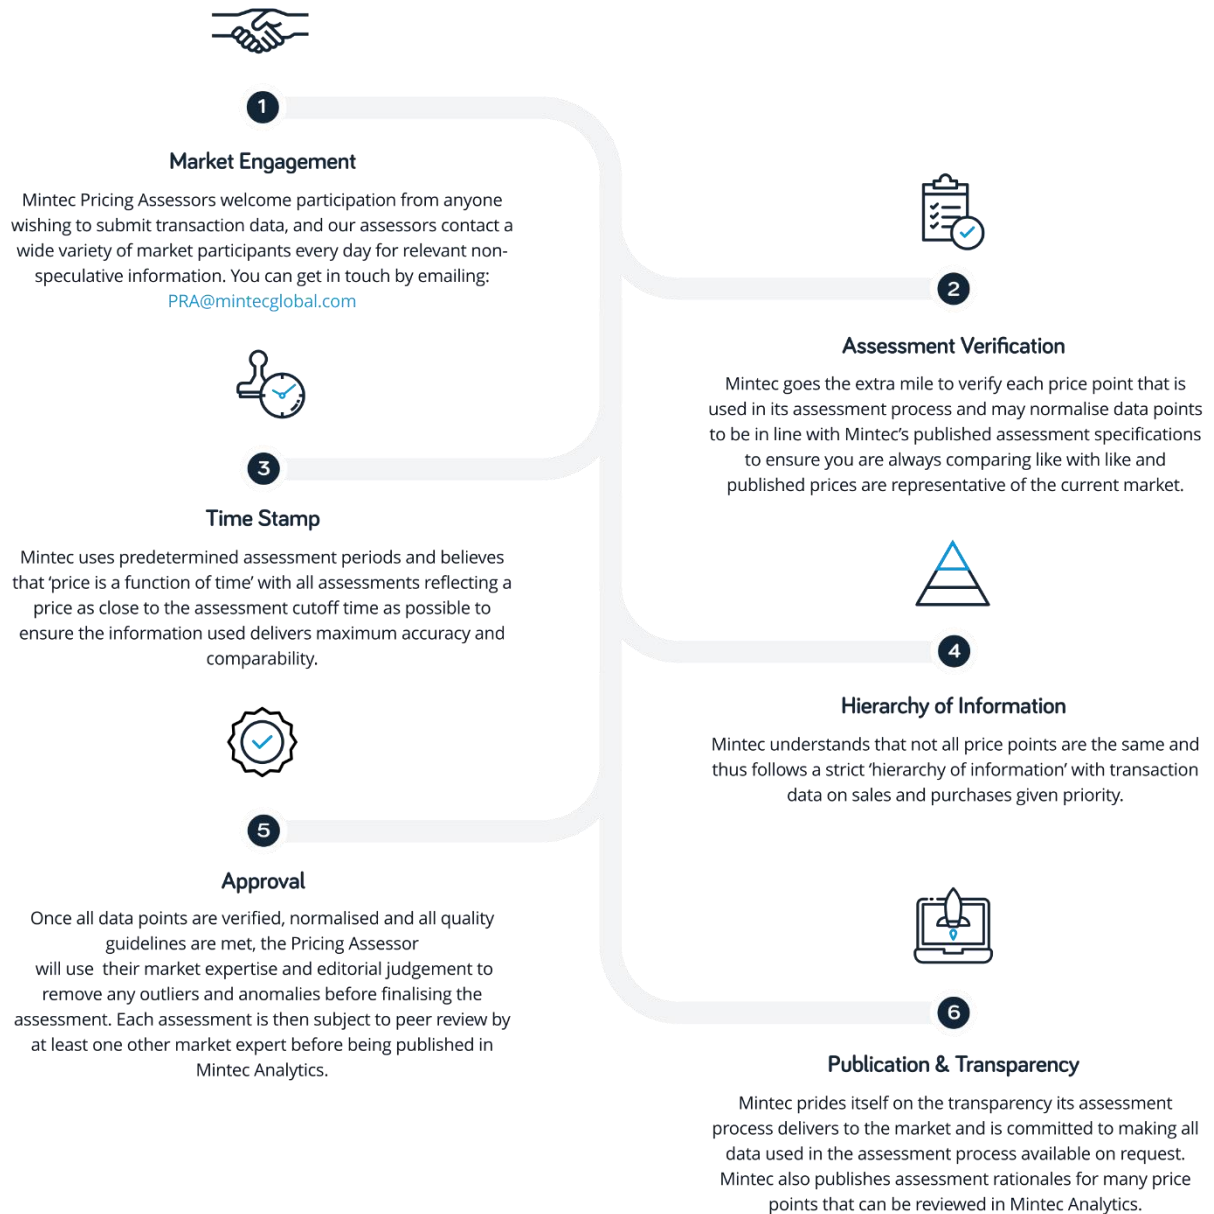 1
Market Engagement
Mintec Pricing Assessors welcome participation from anyone
wishing to submit transaction data, and our assessors contact a
wide variety of market participants every day for relevant non-
speculative information. You can get in touch by emailing:
PRA@mintecglobal.com
2
Assessment Verification
Mintec goes the extra mile to verify each price point that is
used in its assessment process and may normalise data points
to be in line with Mintec’s published assessment specifications
to ensure you are always comparing like with like and
published prices are representative of the current market.
3
Time Stamp
Mintec uses predetermined assessment periods and believes
that ‘price is a function of time’ with all assessments reflecting a
price as close to the assessment cutoff time as possible to
ensure the information used delivers maximum accuracy and
comparability.
4
Hierarchy of Information
Mintec understands that not all price points are the same and
thus follows a strict ‘hierarchy of information’ with transaction
data on sales and purchases given priority.
5
Approval
Once all data points are verified, normalised and all quality
guidelines are met, the Pricing Assessor
will use  their market expertise and editorial judgement to
remove any outliers and anomalies before finalising the
assessment. Each assessment is then subject to peer review by
at least one other market expert before being published in
Mintec Analytics.
6
Publication & Transparency
Mintec prides itself on the transparency its assessment
process delivers to the market and is committed to making all
data used in the assessment process available on request.
Mintec also publishes assessment rationales for many price
points that can be reviewed in Mintec Analytics.